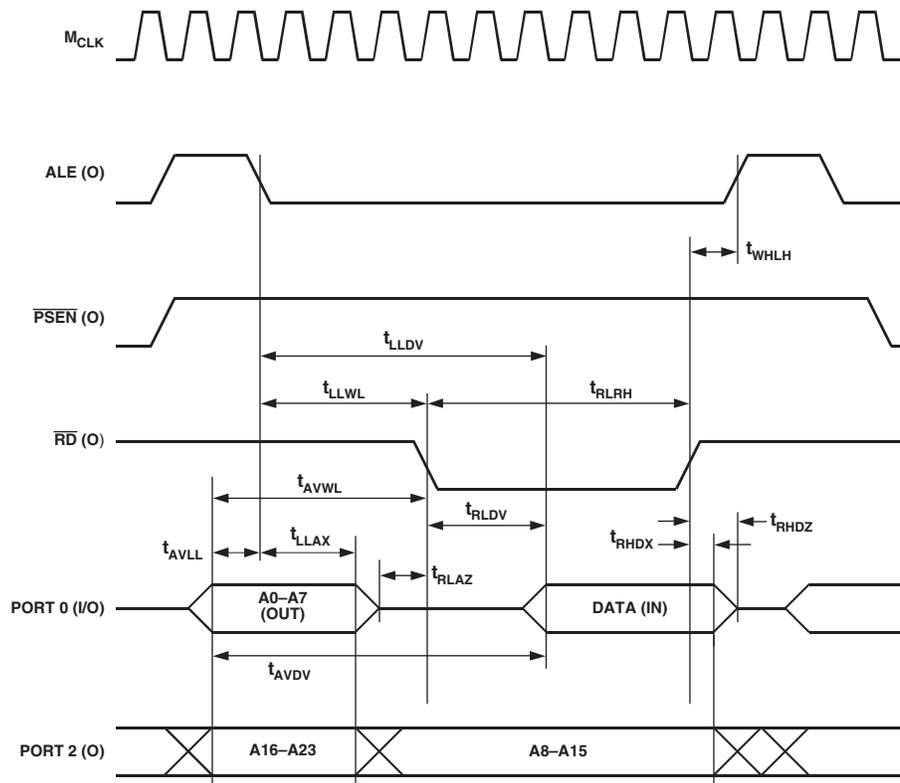 MCLK
ALE (O)
tWHLH
PSEN (O)
tLLDV
tLLWL
tRLRH
RD (O)
tAVWL
tRLDV
tRHDZ
tAVLL
tLLAX
tRHDX
tRLAZ
PORT 0 (I/O)
A0–A7
(OUT)
DATA (IN)
tAVDV
PORT 2 (O)
A16–A23
A8–A15